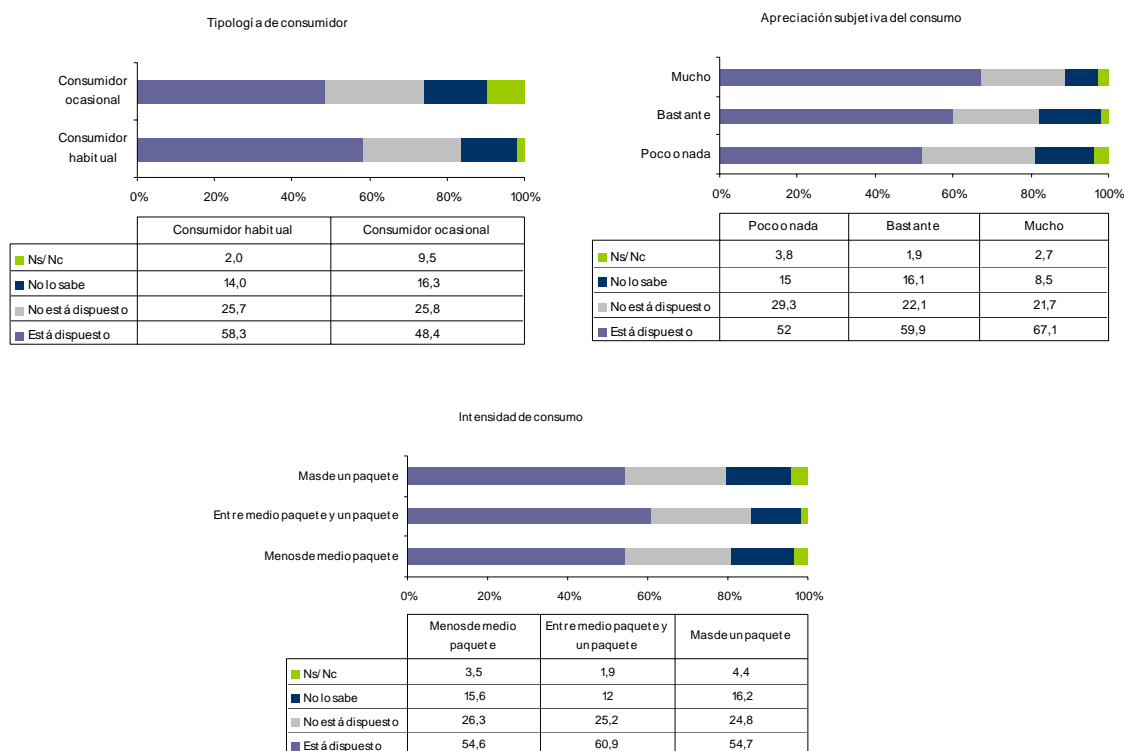 Tipología de consumidor
Consumidor
ocasional
Consumidor
habitual
0% 20% 40% 60% 80% 100%
Consumidor habitual Consumidor ocasional
Ns/Nc 2,0 9,5
No lo sabe 14,0 16,3
No está dispuesto 25,7 25,8
Está dispuesto 58,3 48,4
Apreciación subjetiva del consumo
Mucho
Bastante
Poco o nada
0% 20% 40% 60% 80% 100%
Poco o nada Bastante Mucho
Ns/Nc 3,8 1,9 2,7
No lo sabe 15 16,1 8,5
No está dispuesto 29,3 22,1 21,7
Está dispuesto 52 59,9 67,1
Intensidad de consumo
Mas de un paquete
Entre medio paquete y un paquete
Menos de medio paquete
0% 20% 40% 60% 80% 100%
Menos de medio
paquete
Entre medio paquete y
un paquete
Mas de un paquete
Ns/Nc 3,5 1,9 4,4
No lo sabe 15,6 12 16,2
No está dispuesto 26,3 25,2 24,8
Está dispuesto 54,6 60,9 54,7